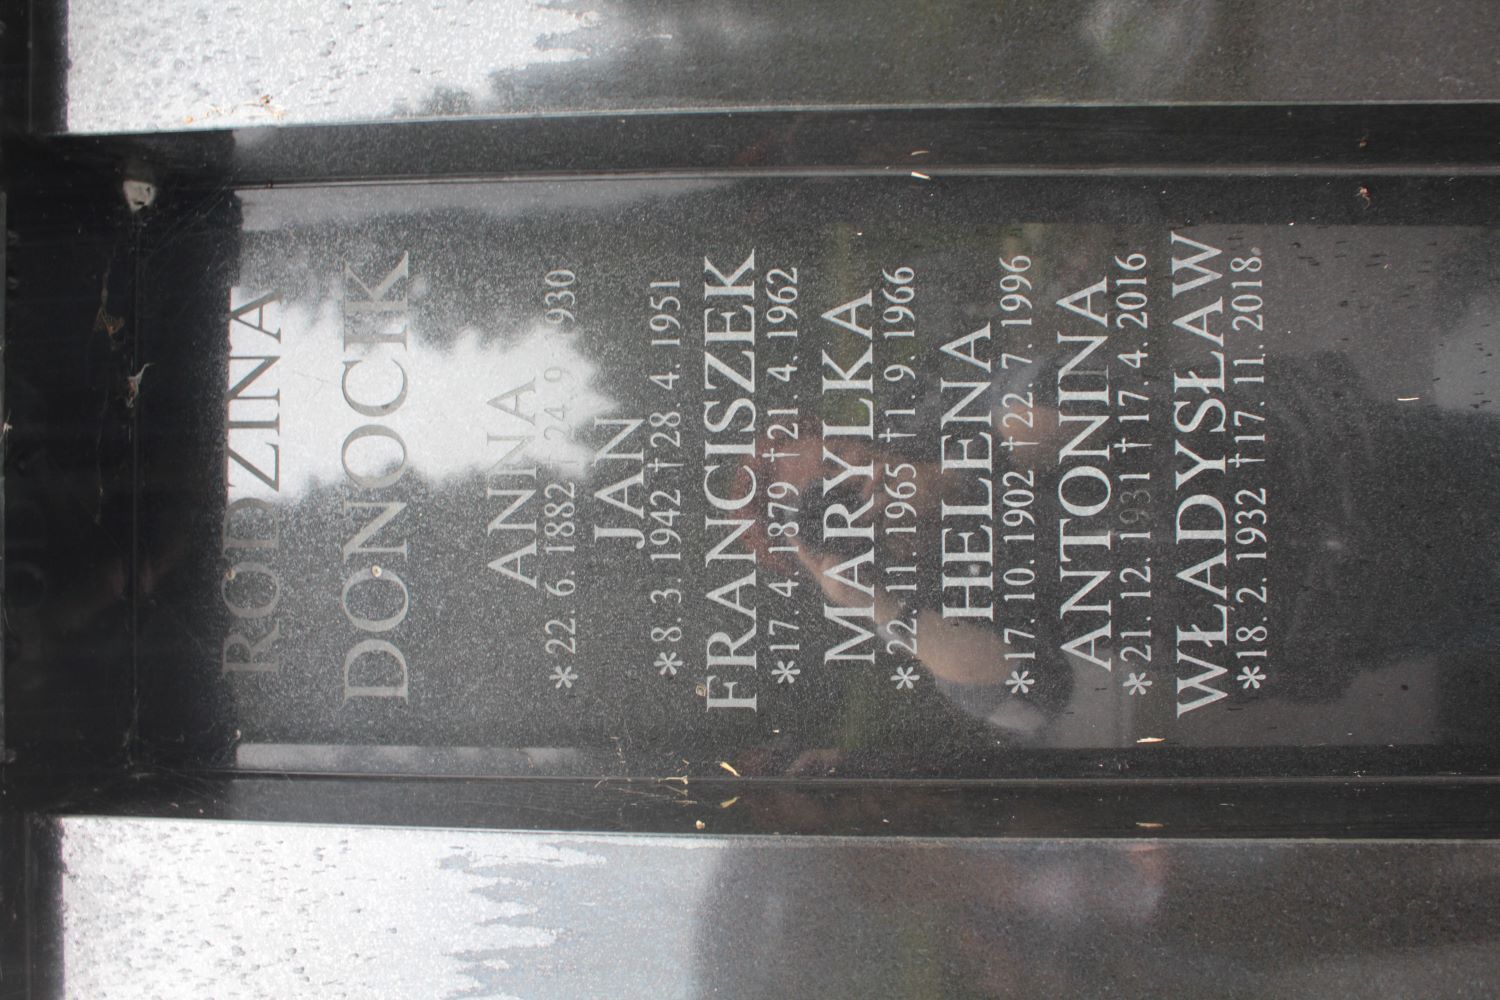 RODZINA
DONOCIK
ANNA
*22. 6. 1882 †24. 9. 1930
JAN
*8. 3. 1942 †28. 4. 1951
FRANCISZEK
*17. 4. 1879 †21. 4. 1962
MARYLKA
*22. 11. 1965 †1. 9. 1966
HELENA
*17. 10. 1902 †22. 7. 1996
ANTONINA
*21. 12. 1931 †17. 4. 2016
WŁADYSŁAW
*18. 2. 1932 †17. 11. 2018.